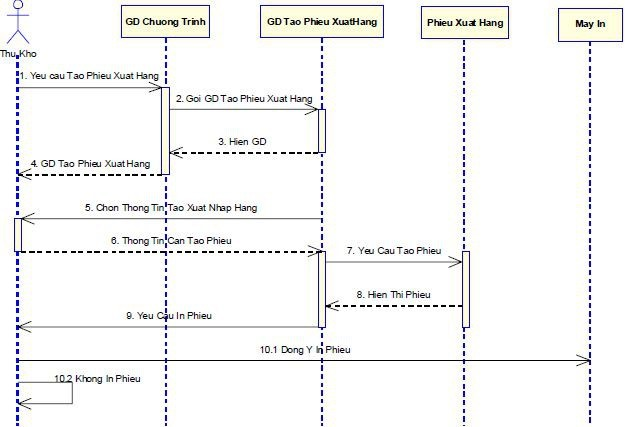 GD Chuong Trinh
GD Tao Phieu XuatHang
Phieu Xuat Hang
May In
Thu Kho
1. Yeu cau Tao Phieu Xuat Hang
2. Goi GD Tao Phieu Xuat Hang
3. Hien GD
4. GD Tao Phieu Xuat Hang
5. Chon Thong Tin Tao Xuat Nhap Hang
6. Thong Tin Can Tao Phieu
7. Yeu Cau Tao Phieu
8. Hien Thi Phieu
9. Yeu Cau In Phieu
10.1 Dong Y In Phieu
10.2 Khong In Phieu